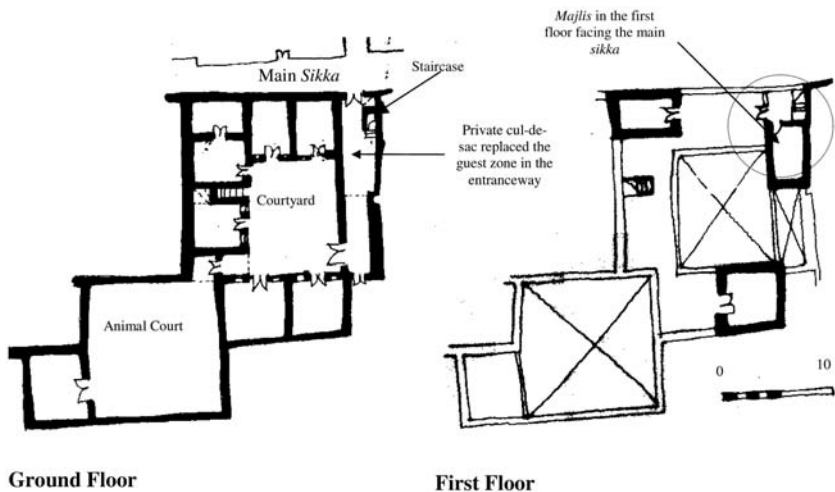 Main Sikka
Staircase
Private cul-de-
sac replaced the
guest zone in the
entranceway
Courtyard
Animal Court
Ground Floor
Majlis in the first
floor facing the main
sikka
0
10
First Floor